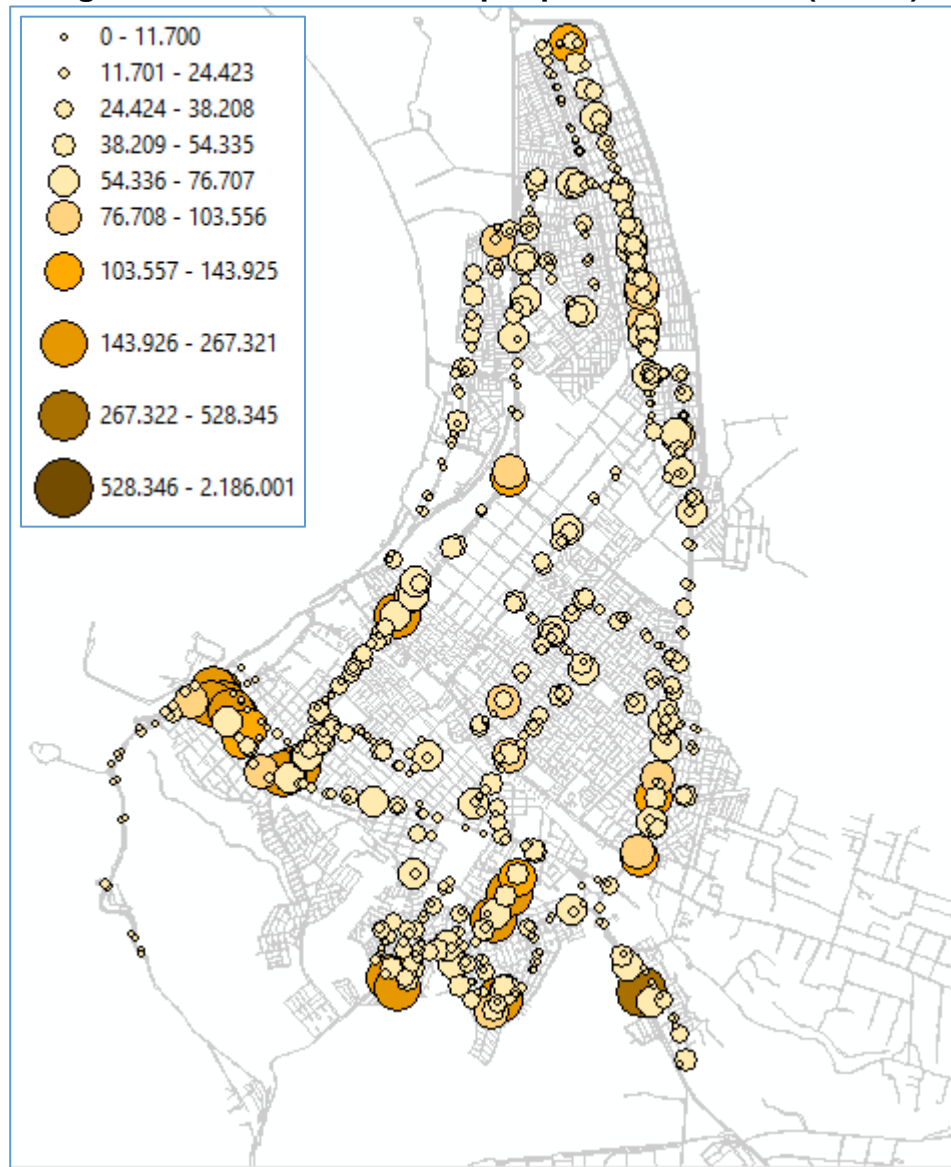 0 - 11.700
11.701 - 24.423
24.424 - 38.208
38.209 - 54.335
54.336 - 76.707
76.708 - 103.556
103.557 - 143.925
143.926 - 267.321
267.322 - 528.345
528.346 - 2.186.001